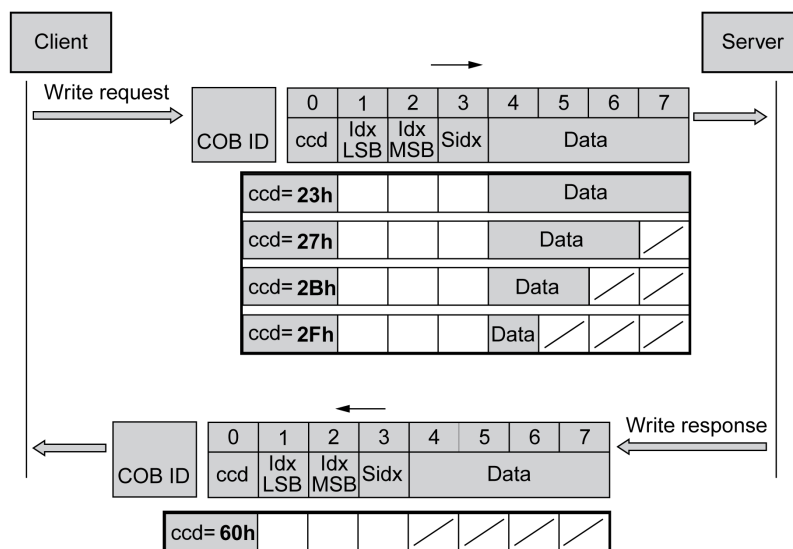 Client
Server
Write request
COB ID
0 1 2 3 4 5 6 7
ccd Idx LSB Idx MSB Sidx Data
ccd= 23h Data
ccd= 27h Data
ccd= 2Bh Data
ccd= 2Fh Data
Write response
COB ID
0 1 2 3 4 5 6 7
ccd Idx LSB Idx MSB Sidx Data
ccd= 60h